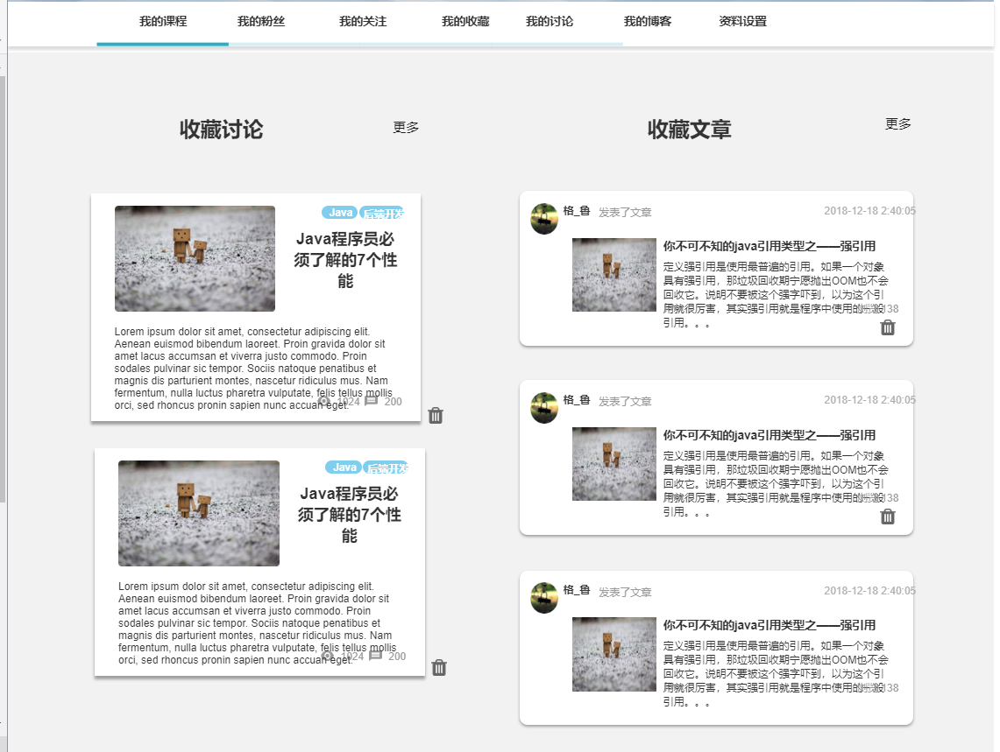 我的课程 我的粉丝 我的关注 我的收藏 我的讨论 我的博客 资料设置
收藏讨论 更多
Java 后端开发
Java程序员必
须了解的7个性
能
Lorem ipsum dolor sit amet, consectetur adipiscing elit.
Aenean euismod bibendum laoreet. Proin gravida dolor sit
amet lacus accumsan et viverra justo commodo. Proin
sodales pulvinar sic tempor. Sociis natoque penatibus et
magnis dis parturient montes, nascetur ridiculus mus. Nam
fermentum, nulla luctus pharetra vulputate, felis tellus mollis
orci, sed rhoncus pronin sapien nunc accuan eget.
1024 200
Java 后端开发
Java程序员必
须了解的7个性
能
Lorem ipsum dolor sit amet, consectetur adipiscing elit.
Aenean euismod bibendum laoreet. Proin gravida dolor sit
amet lacus accumsan et viverra justo commodo. Proin
sodales pulvinar sic tempor. Sociis natoque penatibus et
magnis dis parturient montes, nascetur ridiculus mus. Nam
fermentum, nulla luctus pharetra vulputate, felis tellus mollis
orci, sed rhoncus pronin sapien nunc accuan eget.
1024 200
收藏文章 更多
格_鲁 发表了文章 2018-12-18 2:40:05
你不可不知的java引用类型之——强引用
定义强引用是使用最普遍的引用。如果一个对象
具有强引用，那垃圾回收期宁愿抛出OOM也不会
回收它。说明不要被这个强字吓到，以为这个引
用就很厉害，其实强引用就是程序中使用的一般
引用。。。
138
格_鲁 发表了文章 2018-12-18 2:40:05
你不可不知的java引用类型之——强引用
定义强引用是使用最普遍的引用。如果一个对象
具有强引用，那垃圾回收期宁愿抛出OOM也不会
回收它。说明不要被这个强字吓到，以为这个引
用就很厉害，其实强引用就是程序中使用的一般
引用。。。
138
格_鲁 发表了文章 2018-12-18 2:40:05
你不可不知的java引用类型之——强引用
定义强引用是使用最普遍的引用。如果一个对象
具有强引用，那垃圾回收期宁愿抛出OOM也不会
回收它。说明不要被这个强字吓到，以为这个引
用就很厉害，其实强引用就是程序中使用的一般
引用。。。
138